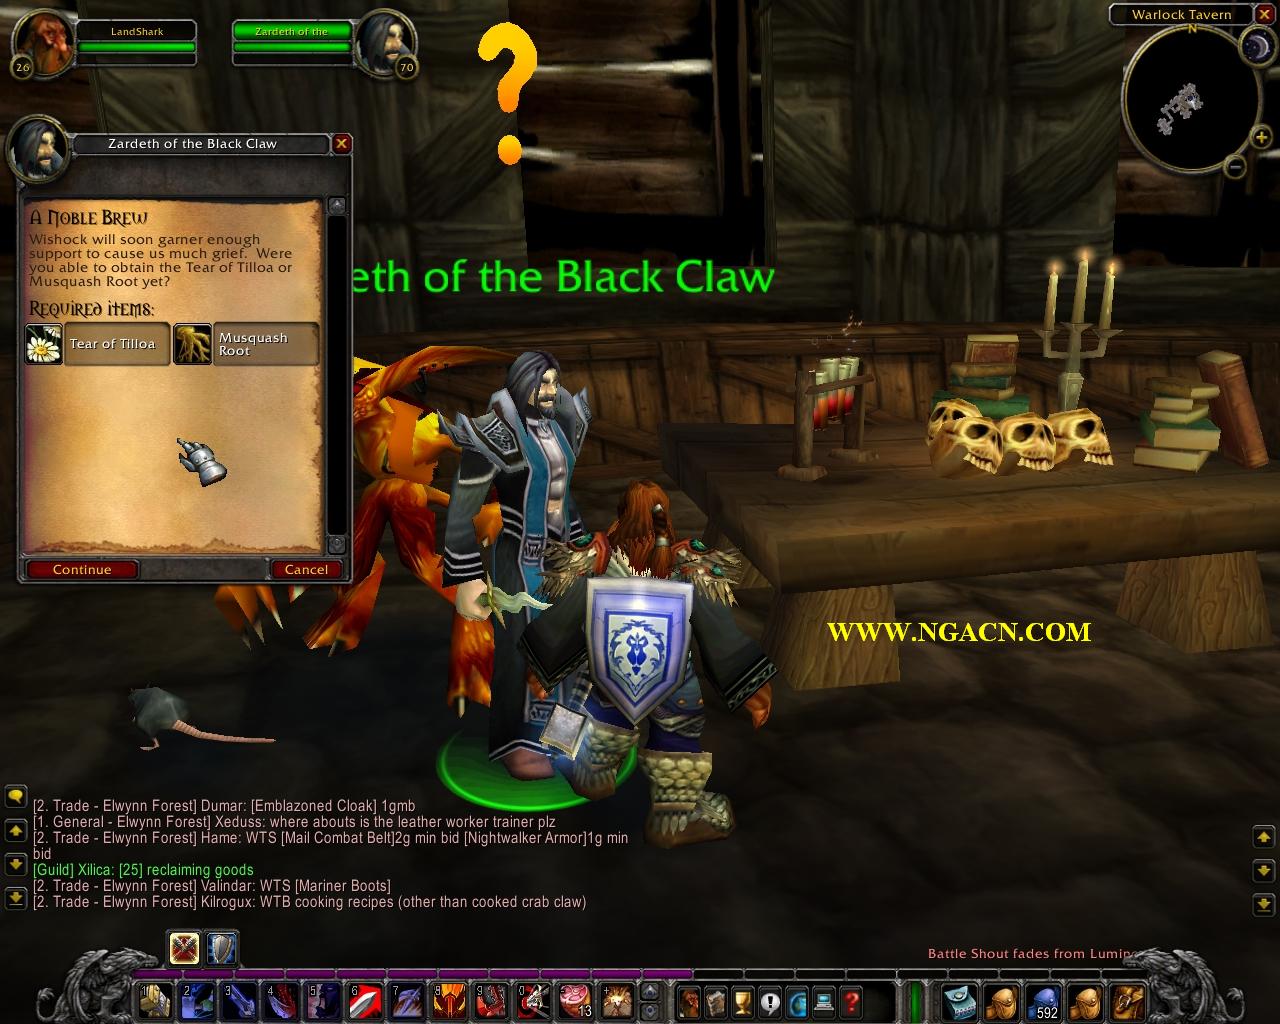 LandShark
26
Zardeth of the
70
Warlock Tavern
N
Zardeth of the Black Claw
A Noble Brew
Wishock will soon garner enough
support to cause us much grief. Were
you able to obtain the Tear of Tilloa or
Musquash Root yet?
Required items:
Tear of Tilloa
Musquash
Root
Continue
Cancel
eth of the Black Claw
WWW.NGACN.COM
[2. Trade - Elwynn Forest] Dumar: [Emblazoned Cloak] 1gmb
[1. General - Elwynn Forest] Xeduss: where abouts is the leather worker trainer plz
[2. Trade - Elwynn Forest] Hame: WTS [Mail Combat Belt]2g min bid [Nightwalker Armor]1g min
bid
[Guild] Xilica: [25] reclaiming goods
[2. Trade - Elwynn Forest] Valindar: WTS [Mariner Boots]
[2. Trade - Elwynn Forest] Kilrogux: WTB cooking recipes (other than cooked crab claw)
Battle Shout fades from Lumin
1 2 3 4 5 6 7 8 9 0 - +
13
592